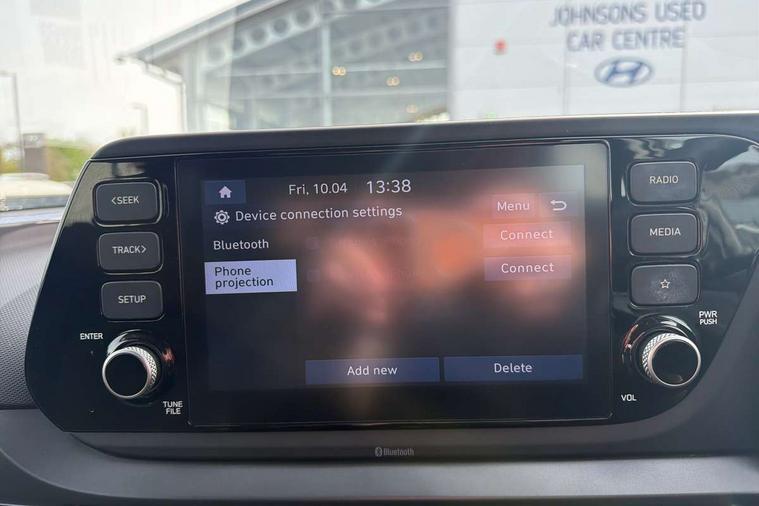 JOHNSONS USED
CAR CENTRE
<SEEK
TRACK>
SETUP
ENTER
TUNE
FILE
Fri, 10.04 13:38
Device connection settings
Menu
Bluetooth
Connect
Phone
projection
Connect
Add new
Delete
RADIO
MEDIA
PWR
PUSH
VOL
Bluetooth